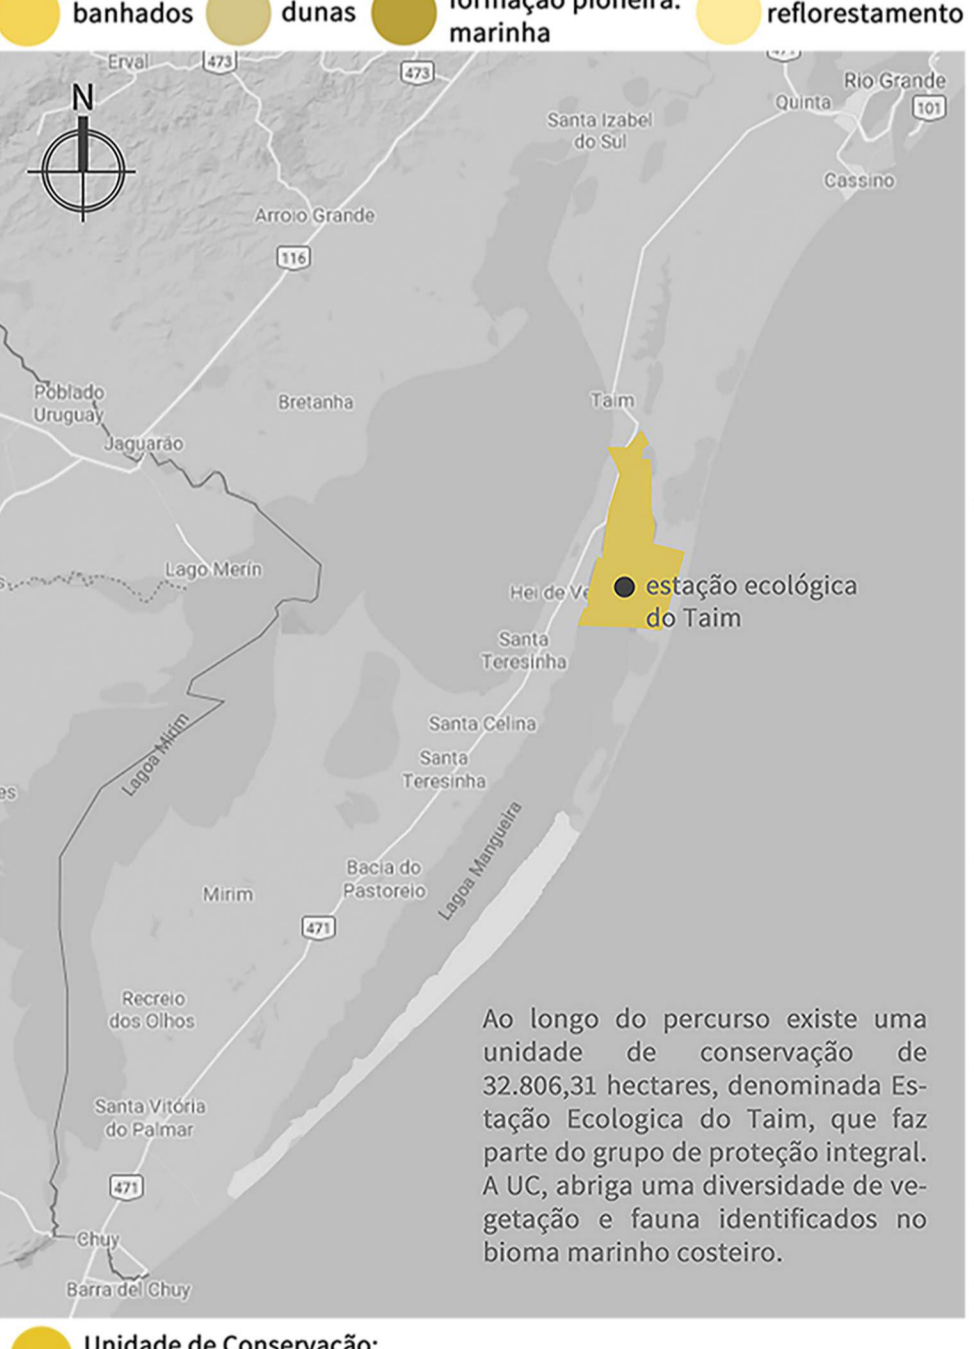 banhados
dunas
formação pioneira:
marinha
reflorestamento
Erval
473
473
471
Rio Grande
Quinta
101
N
Santa Izabel
do Sul
Cassino
Arroio Grande
116
Poblado
Uruguay
Bretanha
Taim
Jaguarão
Lago Merín
Hei de Ve
estação ecológica
do Taim
Santa
Teresinha
Santa Celina
Lagoa Mirim
Santa
Teresinha
es
Lagoa Mangueira
Bacia do
Pastoreio
Mirim
471
Recreio
dos Olhos
Ao longo do percurso existe uma
unidade de conservação de
32.806,31 hectares, denominada Es-
tação Ecologica do Taim, que faz
parte do grupo de proteção integral.
A UC, abriga uma diversidade de ve-
getação e fauna identificados no
bioma marinho costeiro.
Santa Vitória
do Palmar
471
Chuy
Barra del Chuy
Unidade de Conservação: